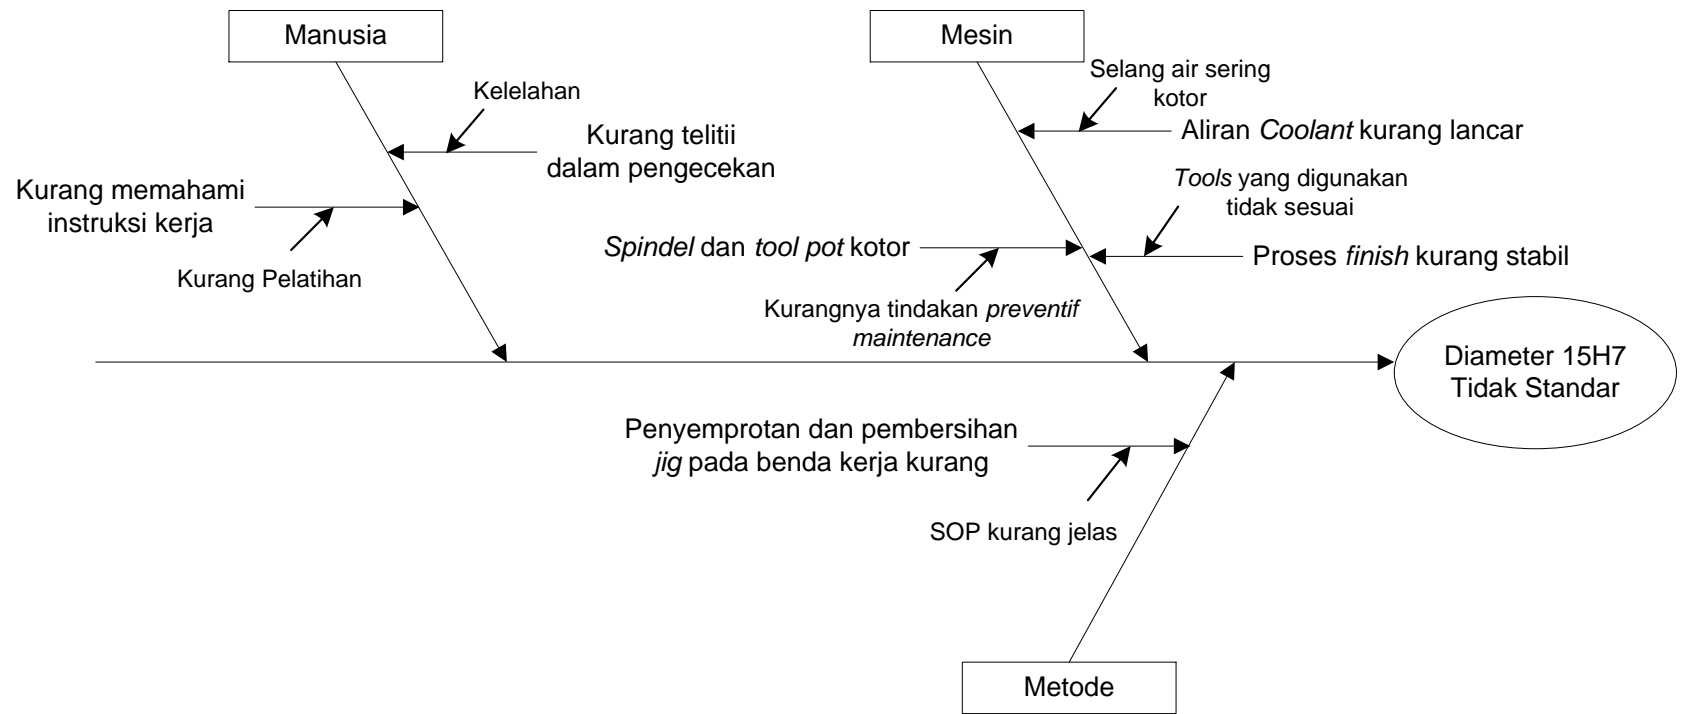 Manusia
Mesin
Selang air sering
kotor
Kelelahan
Aliran Coolant kurang lancar
Kurang telitii
dalam pengecekan
Kurang memahami
instruksi kerja
Tools yang digunakan
tidak sesuai
Spindel dan tool pot kotor
Proses finish kurang stabil
Kurang Pelatihan
Kurangnya tindakan preventif
maintenance
Diameter 15H7
Tidak Standar
Penyemprotan dan pembersihan
jig pada benda kerja kurang
SOP kurang jelas
Metode